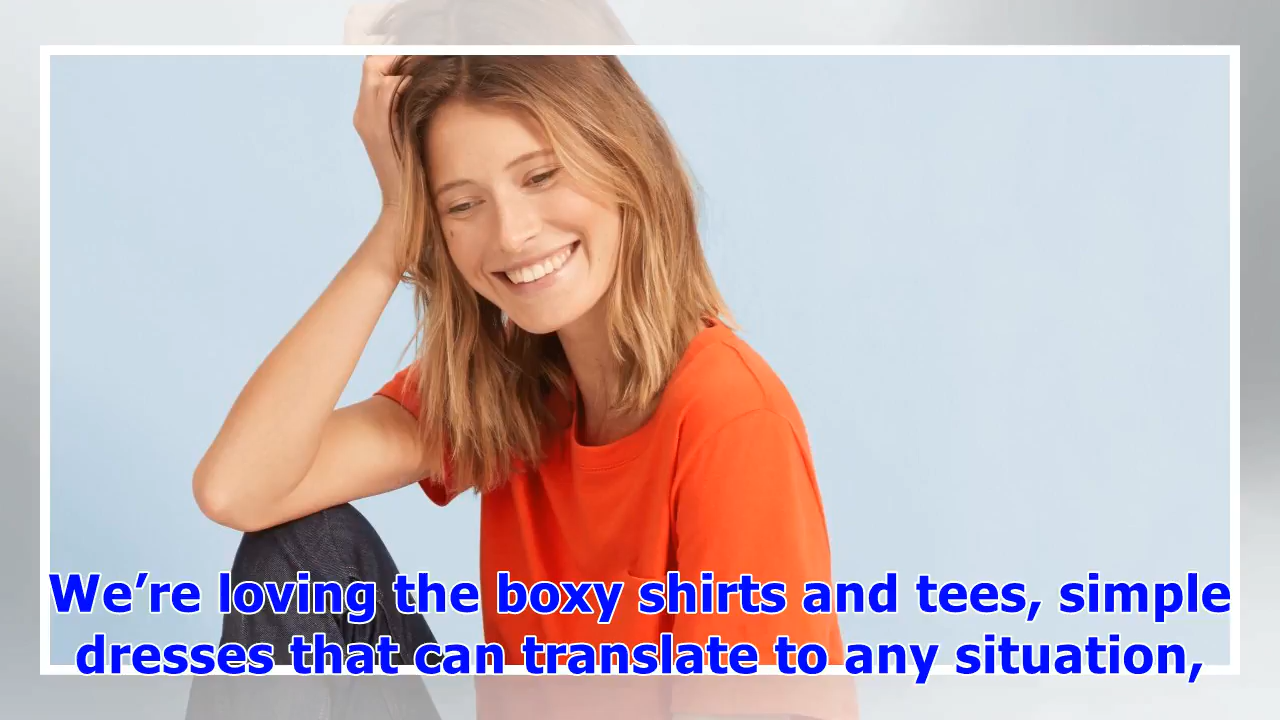 We’re loving the boxy shirts and tees, simple
dresses that can translate to any situation,